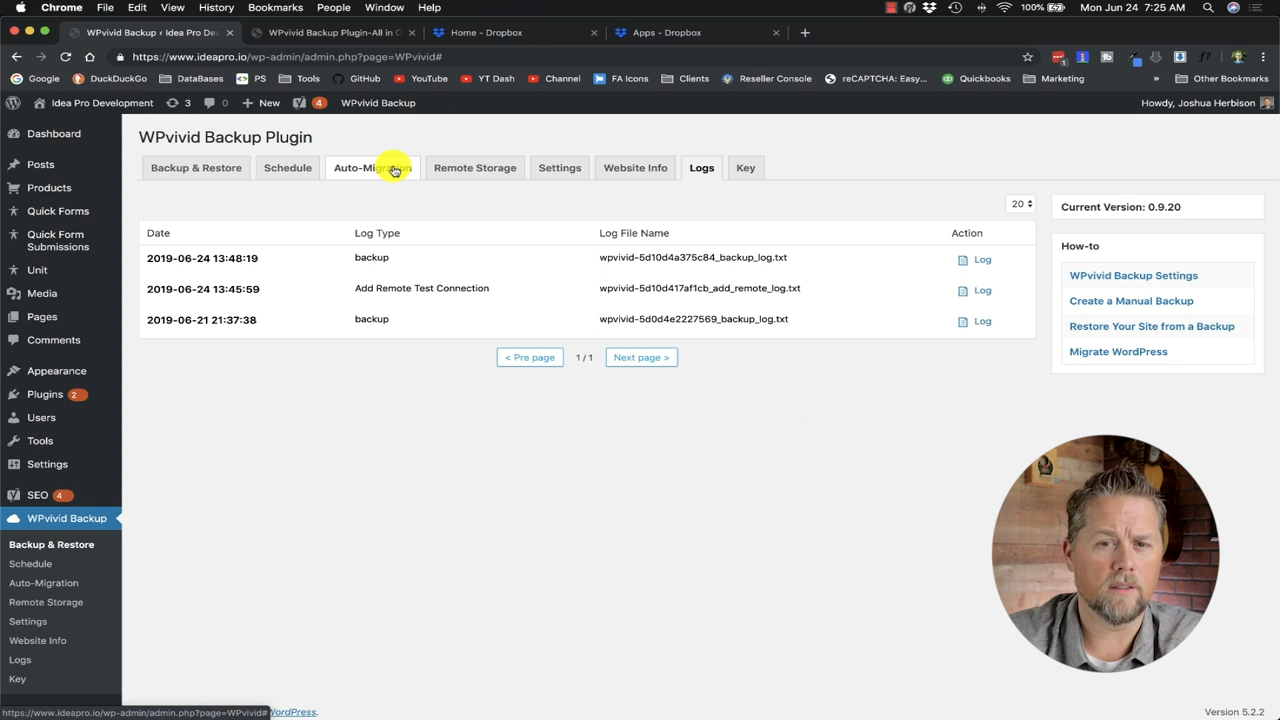 Chrome File Edit View History Bookmarks People Window Help 100% Mon Jun 24 7:25 AM
WPvivid Backup < Idea Pro Dev × WPvivid Backup Plugin-All in C × Home - Dropbox × Apps - Dropbox × +
https://www.ideapro.io/wp-admin/admin.php?page=WPvivid#
Google DuckDuckGo DataBases <PS Tools GitHub YouTube YT Dash Channel FA Icons Clients Reseller Console reCAPTCHA: Easy... Quickbooks Marketing » Other Bookmarks
Idea Pro Development 3 0 + New 4 WPvivid Backup Howdy, Joshua Herbison
Dashboard
Posts
Products
Quick Forms
Quick Form
Submissions
Unit
Media
Pages
Comments
Appearance
Plugins 2
Users
Tools
Settings
SEO 4
WPvivid Backup
Backup & Restore
Schedule
Auto-Migration
Remote Storage
Settings
Website Info
Logs
Key
WPvivid Backup Plugin
Backup & Restore Schedule Auto-Migration Remote Storage Settings Website Info Logs Key
20
Date Log Type Log File Name Action
2019-06-24 13:48:19 backup wpvivid-5d10d4a375c84_backup_log.txt Log
2019-06-24 13:45:59 Add Remote Test Connection wpvivid-5d10d417af1cb_add_remote_log.txt Log
2019-06-21 21:37:38 backup wpvivid-5d0d4e2227569_backup_log.txt Log
< Pre page 1 / 1 Next page >
Current Version: 0.9.20
How-to
WPvivid Backup Settings
Create a Manual Backup
Restore Your Site from a Backup
Migrate WordPress
https://www.ideapro.io/wp-admin/admin.php?page=WPvivid# WordPress.
Version 5.2.2